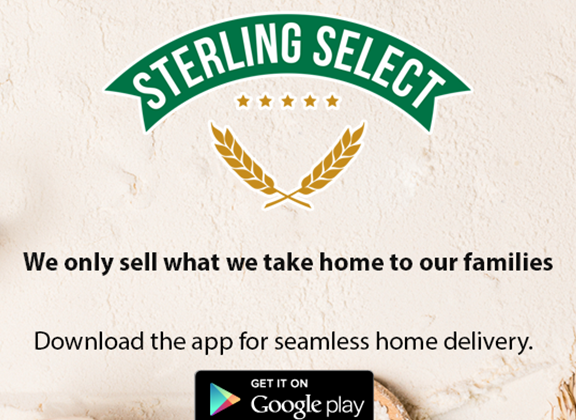 STERLING SELECT
We only sell what we take home to our families
Download the app for seamless home delivery.
GET IT ON
Google play